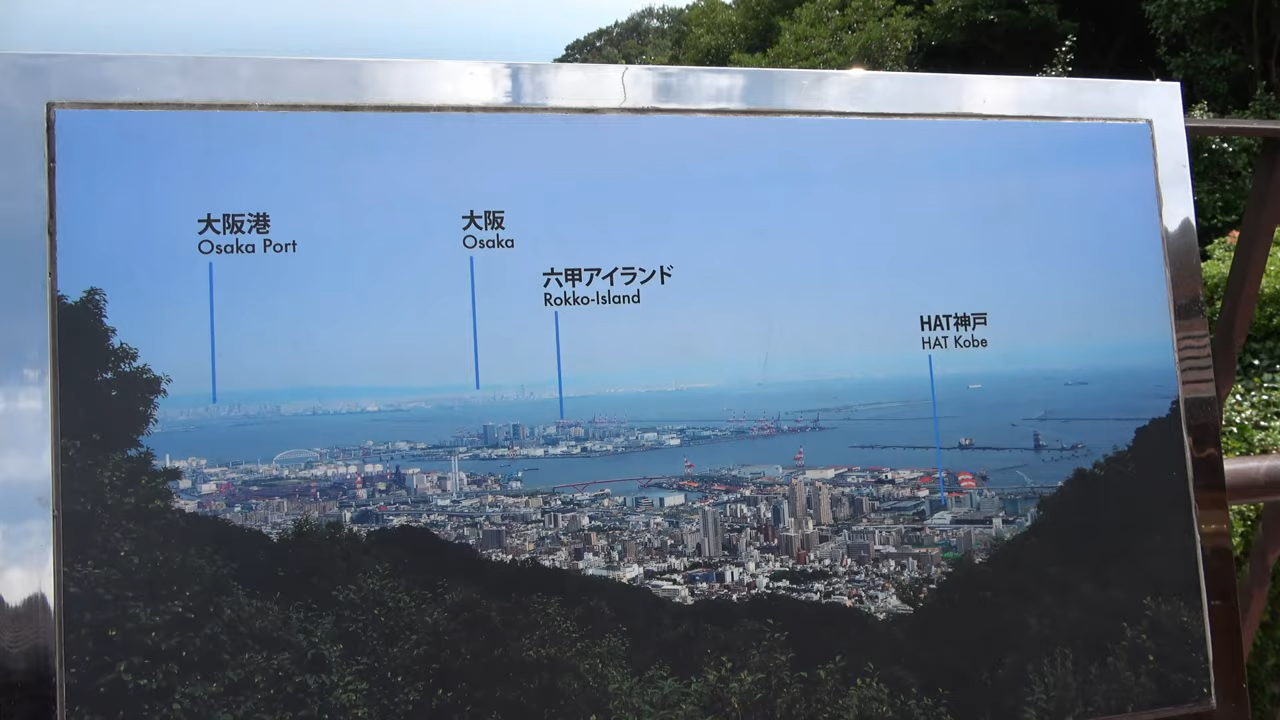 大阪港
Osaka Port
大阪
Osaka
六甲アイランド
Rokko-Island
HAT神戸
HAT Kobe